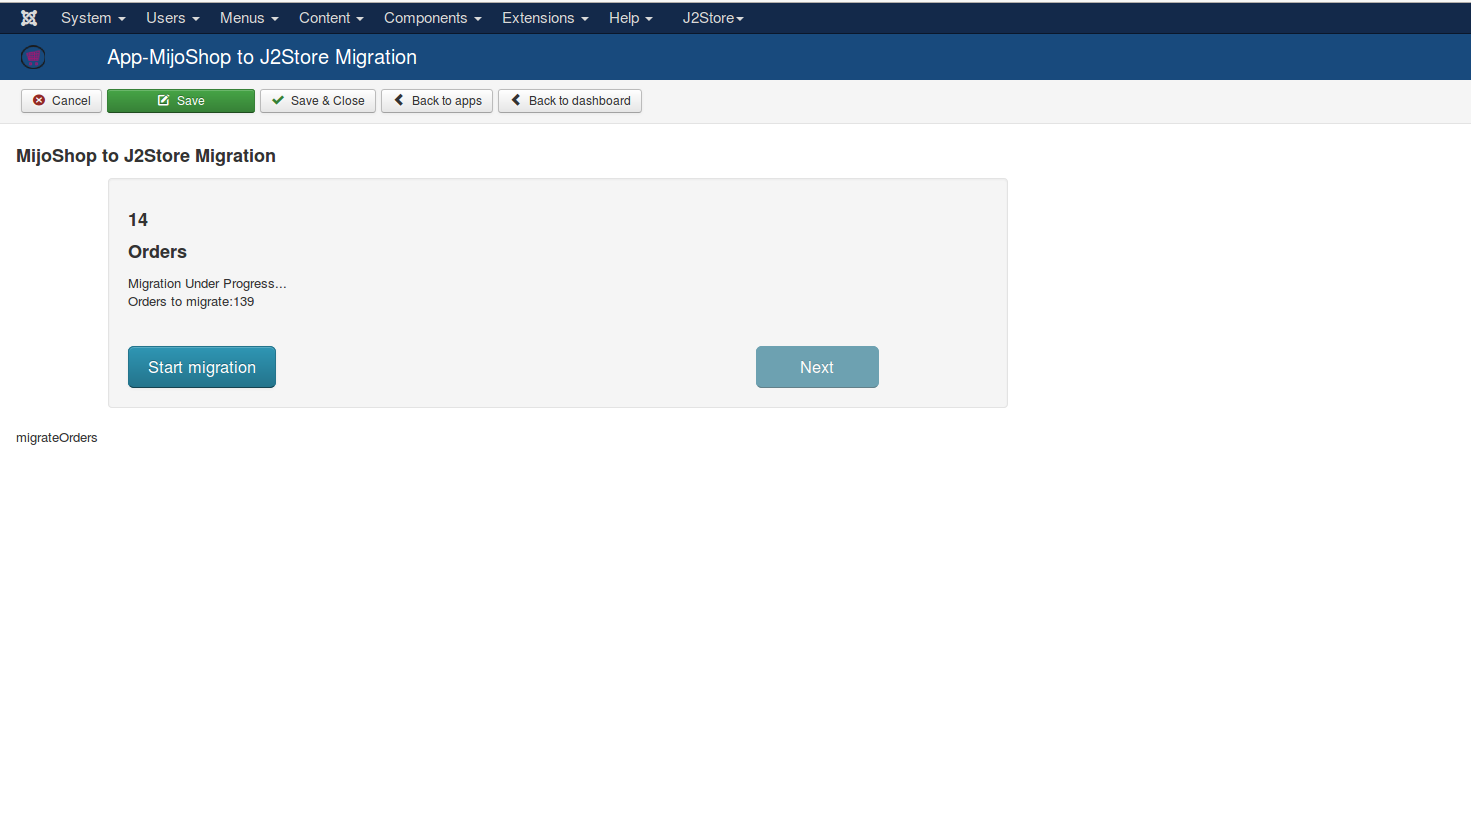 System Users Menus Content Components Extensions Help J2Store
App-MijoShop to J2Store Migration
Cancel Save Save & Close Back to apps Back to dashboard
MijoShop to J2Store Migration
14
Orders
Migration Under Progress...
Orders to migrate:139
Start migration Next
migrateOrders